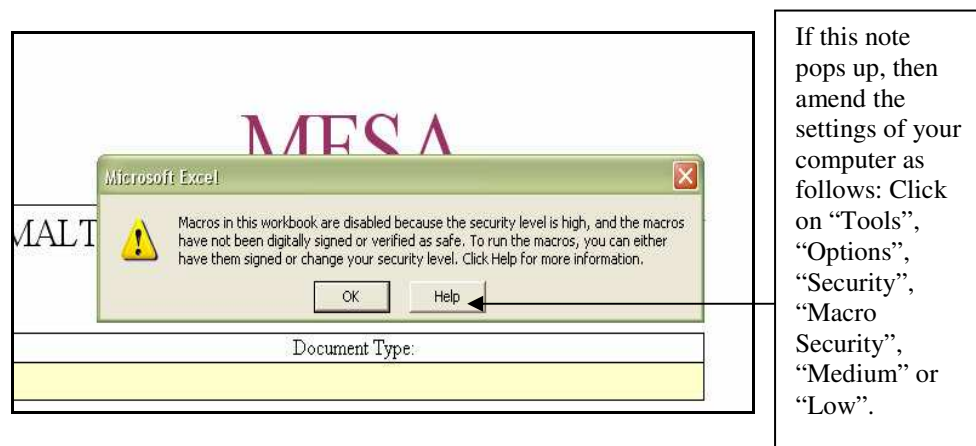 MESA
Microsoft Excel
MALT
Macros in this workbook are disabled because the security level is high, and the macros
have not been digitally signed or verified as safe. To run the macros, you can either
have them signed or change your security level. Click Help for more information.
OK Help
Document Type:
If this note
pops up, then
amend the
settings of your
computer as
follows: Click
on “Tools”,
“Options”,
“Security”,
“Macro
Security”,
“Medium” or
“Low”.